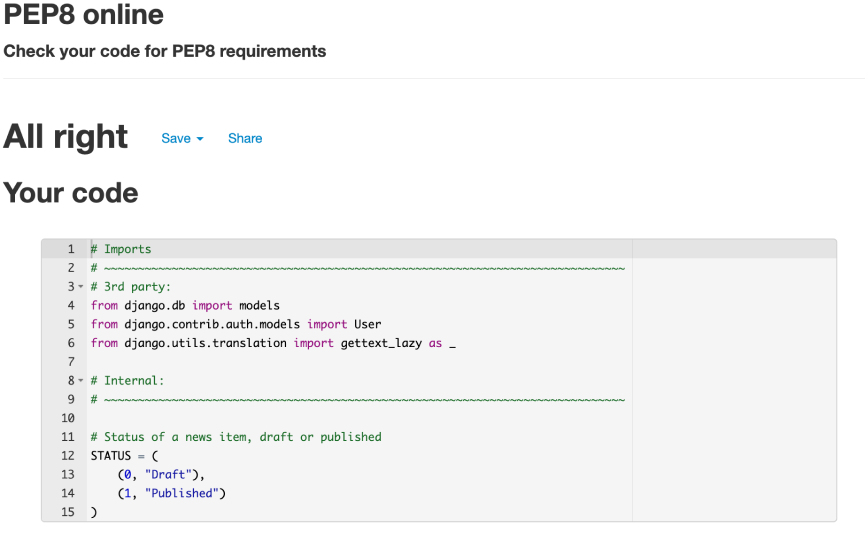 PEP8 online
Check your code for PEP8 requirements
All right Save Share
Your code
1 # Imports
2 # ~~~~~~~~~~~~~~~~~~~~~~~~~~~~~~~~~~~~~~~~~~~~~~~~~~~~~~~~~~~~~~~~~~~~~~~~~~~~~
3 # 3rd party:
4 from django.db import models
5 from django.contrib.auth.models import User
6 from django.utils.translation import gettext_lazy as _
7
8 # Internal:
9 # ~~~~~~~~~~~~~~~~~~~~~~~~~~~~~~~~~~~~~~~~~~~~~~~~~~~~~~~~~~~~~~~~~~~~~~~~~~~~~
10
11 # Status of a news item, draft or published
12 STATUS = (
13     (0, "Draft"),
14     (1, "Published")
15 )